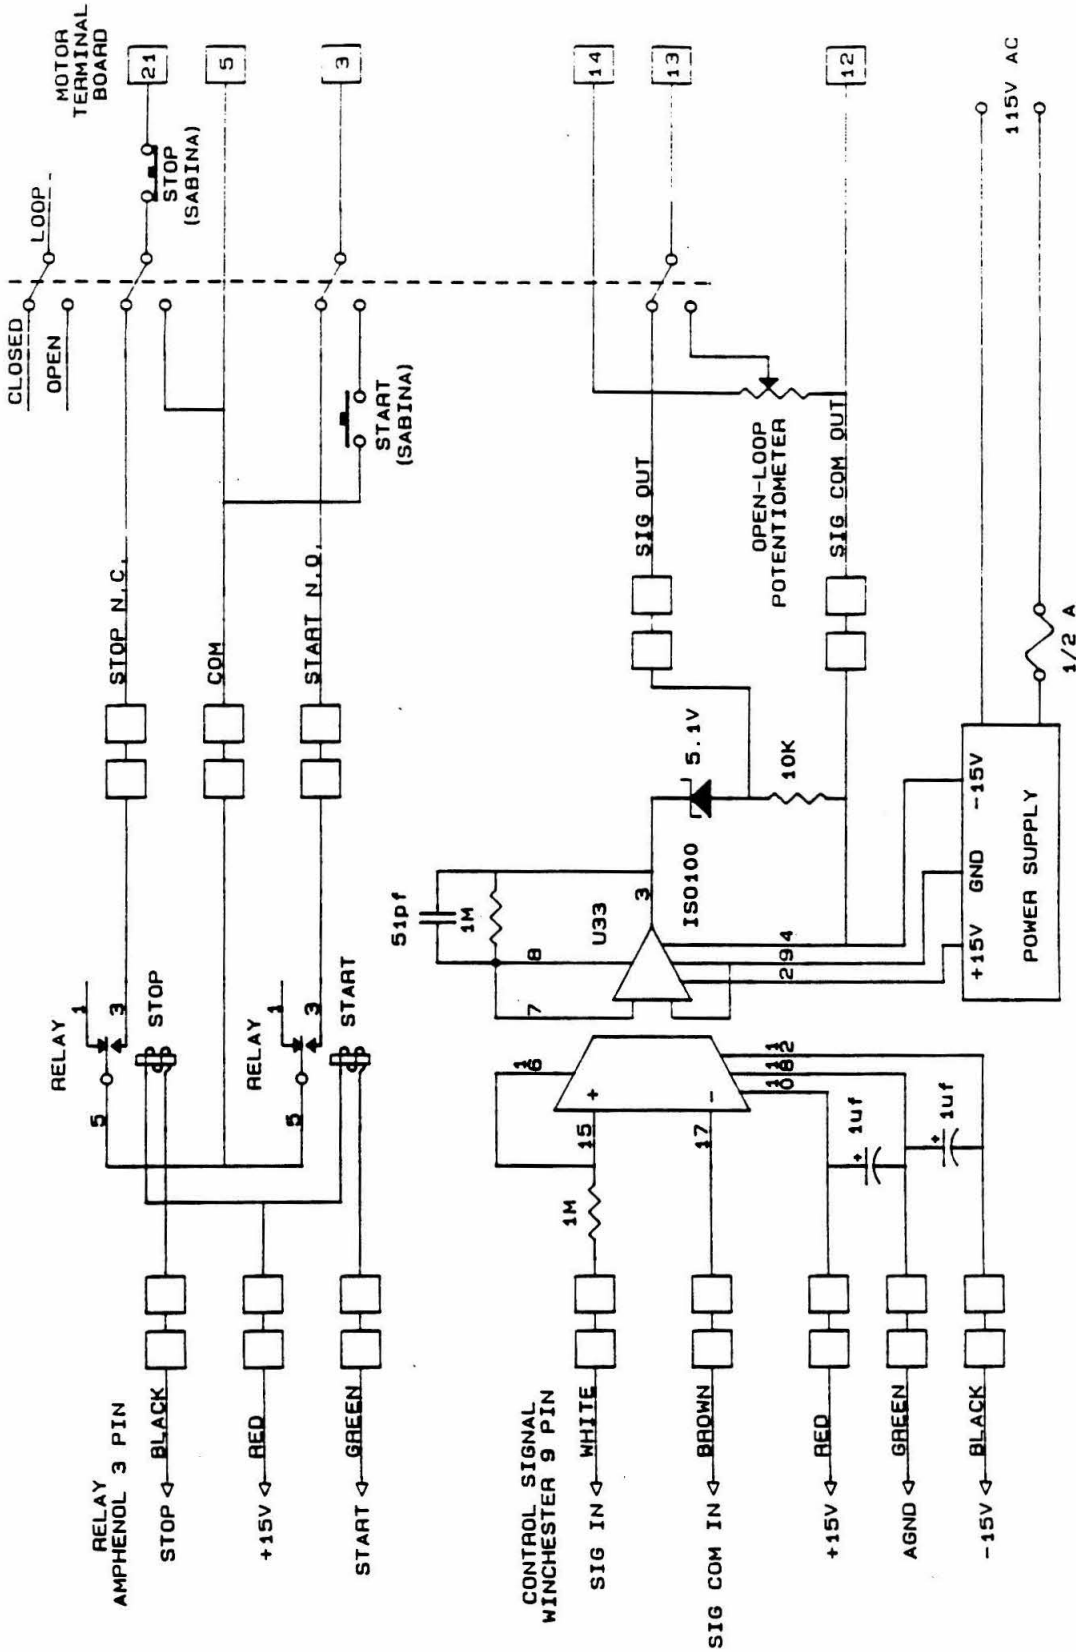 RELAY
AMPHENOL 3 PIN
STOP
BLACK
+15V
RED
START
GREEN
RELAY
5
1
3
STOP
RELAY
5
1
3
START
STOP N.C.
COM
START N.O.
CLOSED
OPEN
LOOP
START
(SABINA)
STOP
(SABINA)
MOTOR
TERMINAL
BOARD
21
5
3
CONTROL SIGNAL
WINCHESTER 9 PIN
SIG IN
WHITE
SIG COM IN
BROWN
+15V
RED
AGND
GREEN
-15V
BLACK
1M
15
17
16
+
-
10
18
12
1uf
+
1uf
+
51pf
1M
7
8
U33
3
ISO100
2
9
4
5.1V
10K
SIG OUT
SIG COM OUT
OPEN-LOOP
POTENTIOMETER
14
13
12
+15V
GND
-15V
POWER SUPPLY
1/2 A
115V AC